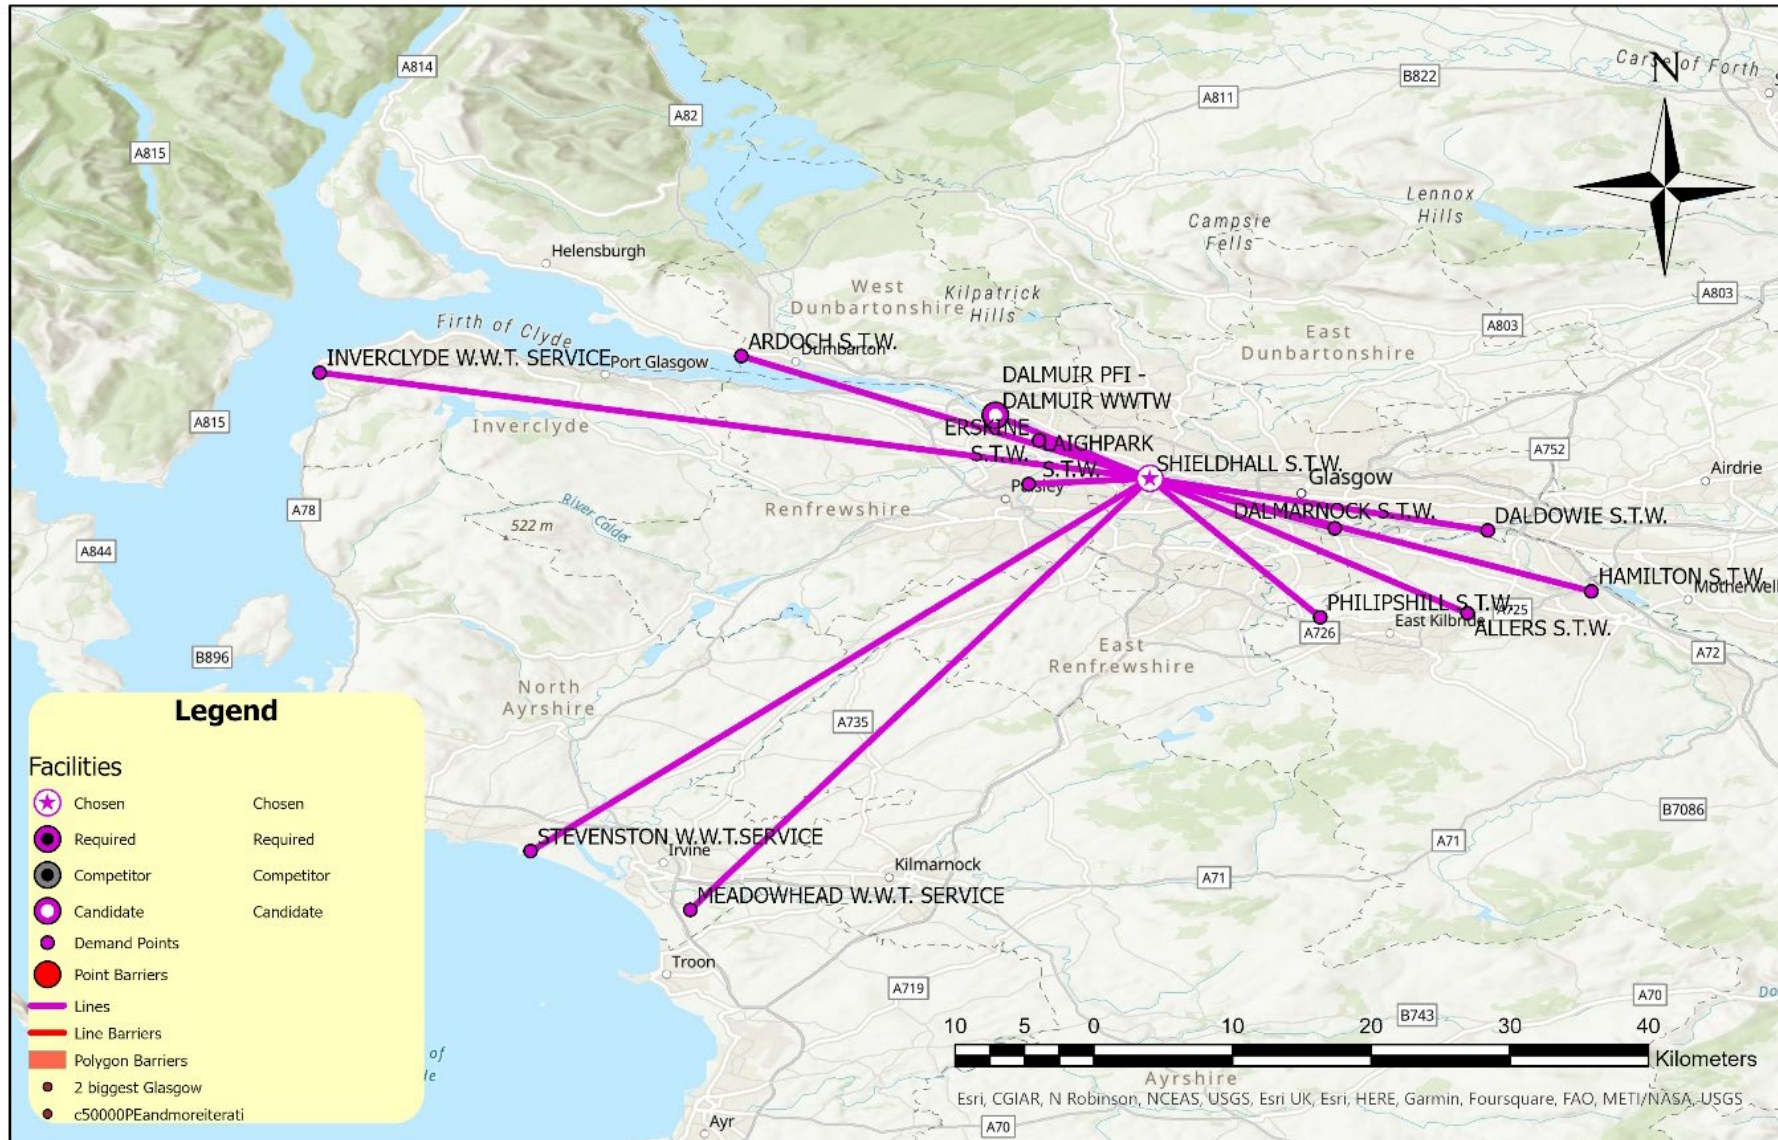 A814
B822
Carse of Forth
N
A811
A82
A815
Lennox
Hills
Campsie
Fells
Helensburgh
West
Dunbartonshire
Kilpatrick
Hills
A803
A803
East
Dunbartonshire
Firth of Clyde
ARDOCH S.T.W.
Dumbarton
INVERCLYDE W.W.T. SERVICE
Port Glasgow
DALMUIR PFI -
DALMUIR WWTW
A815
Inverclyde
ERSKINE
S.T.W.
LAIGHPARK
S.T.W.
SHIELDHALL S.T.W.
A752
Airdrie
Glasgow
Paisley
A78
River Calder
522 m
Renfrewshire
DALMARNOCK S.T.W.
DALDOWIE S.T.W.
A844
HAMILTON S.T.W.
Motherwell
PHILIPSHILL S.T.W.
A725
East Kilbride
ALLERS S.T.W.
A726
East
Renfrewshire
A72
B896
North
Ayrshire
A735
Legend
Facilities
Chosen Chosen
Required Required
Competitor Competitor
Candidate Candidate
Demand Points
Point Barriers
Lines
Line Barriers
Polygon Barriers
2 biggest Glasgow
c50000PEandmoreiterati
of
STEVENSTON W.W.T.SERVICE
Irvine
B7086
A71
Kilmarnock
A71
MEADOWHEAD W.W.T. SERVICE
Troon
A719
A70
B743
10 5 0 10 20 30 40
Kilometers
Ayrshire
Esri, CGIAR, N Robinson, NCEAS, USGS, Esri UK, Esri, HERE, Garmin, Foursquare, FAO, METI/NASA, USGS
Ayr
A70